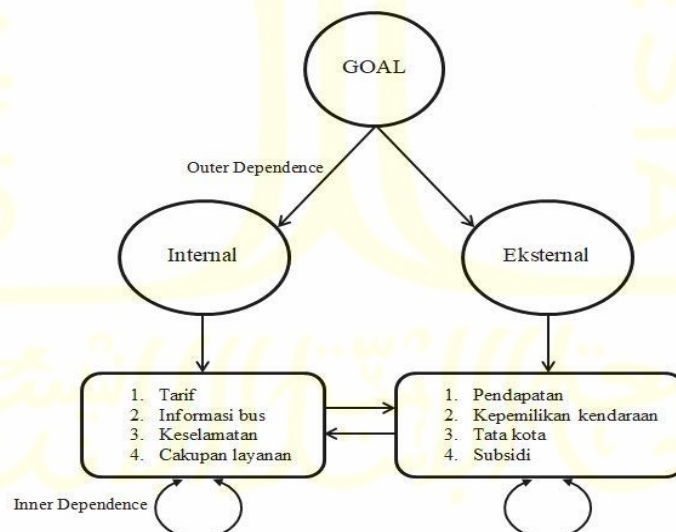 GOAL
Outer Dependence
Internal
Eksternal
1. Tarif
2. Informasi bus
3. Keselamatan
4. Cakupan layanan
1. Pendapatan
2. Kepemilikan kendaraan
3. Tata kota
4. Subsidi
Inner Dependence